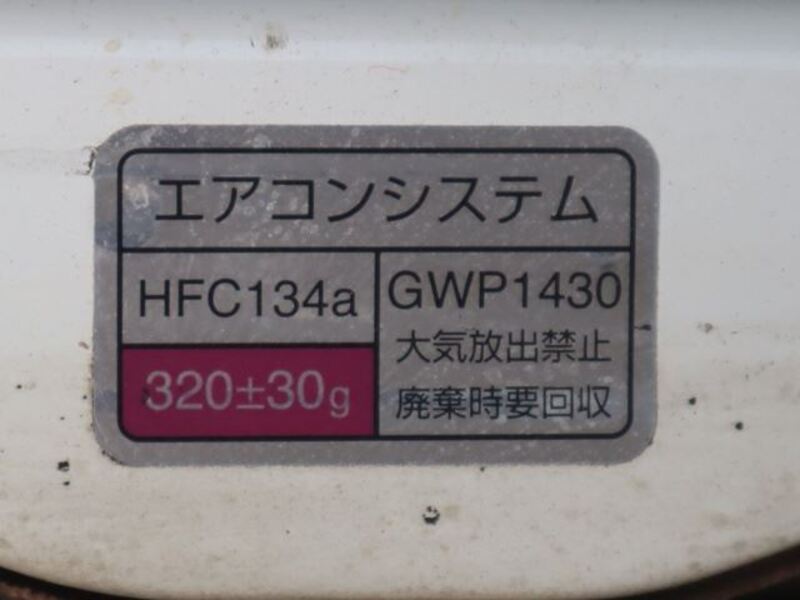 エアコンシステム
HFC134a
320±30g
GWP1430
大気放出禁止
廃棄時要回収